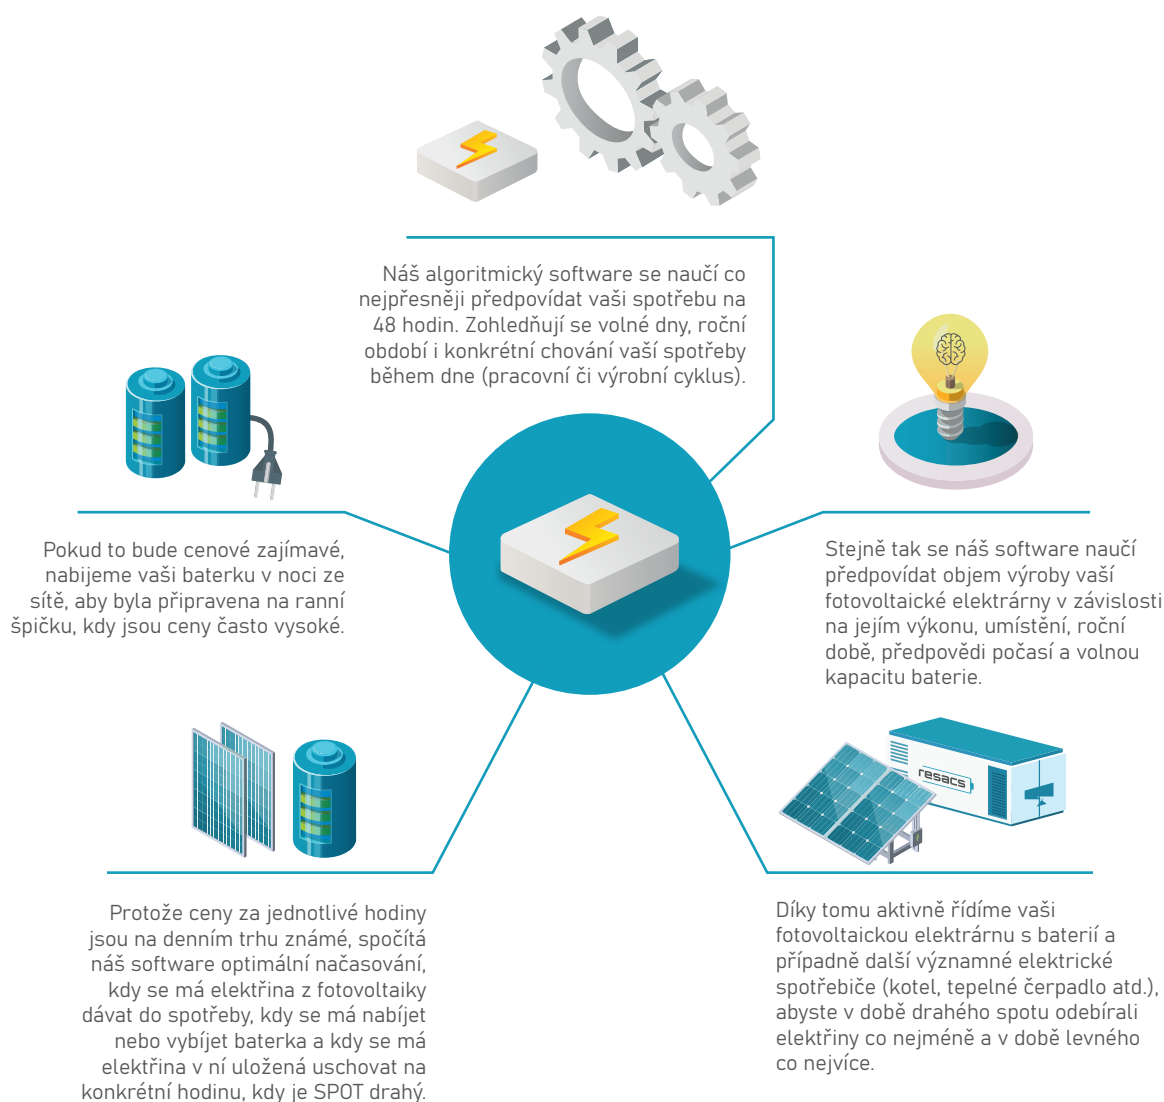 Náš algoritmický software se naučí co
nejpřesněji předpovídat vaši spotřebu na
48 hodin. Zohledňují se volné dny, roční
období i konkrétní chování vaší spotřeby
během dne (pracovní či výrobní cyklus).
Pokud to bude cenové zajímavé,
nabijeme vaši baterku v noci ze
sítě, aby byla připravena na ranní
špičku, kdy jsou ceny často vysoké.
Stejně tak se náš software naučí
předpovídat objem výroby vaší
fotovoltaické elektrárny v závislosti
na jejím výkonu, umístění, roční
době, předpovědi počasí a volnou
kapacitu baterie.
resacs
Protože ceny za jednotlivé hodiny
jsou na denním trhu známé, spočítá
náš software optimální načasování,
kdy se má elektřina z fotovoltaiky
dávat do spotřeby, kdy se má nabíjet
nebo vybíjet baterka a kdy se má
elektřina v ní uložená uschovat na
konkrétní hodinu, kdy je SPOT drahý.
Díky tomu aktivně řídíme vaši
fotovoltaickou elektrárnu s baterií a
případně další významné elektrické
spotřebiče (kotel, tepelné čerpadlo atd.),
abyste v době drahého spotu odebírali
elektřiny co nejméně a v době levného
co nejvíce.